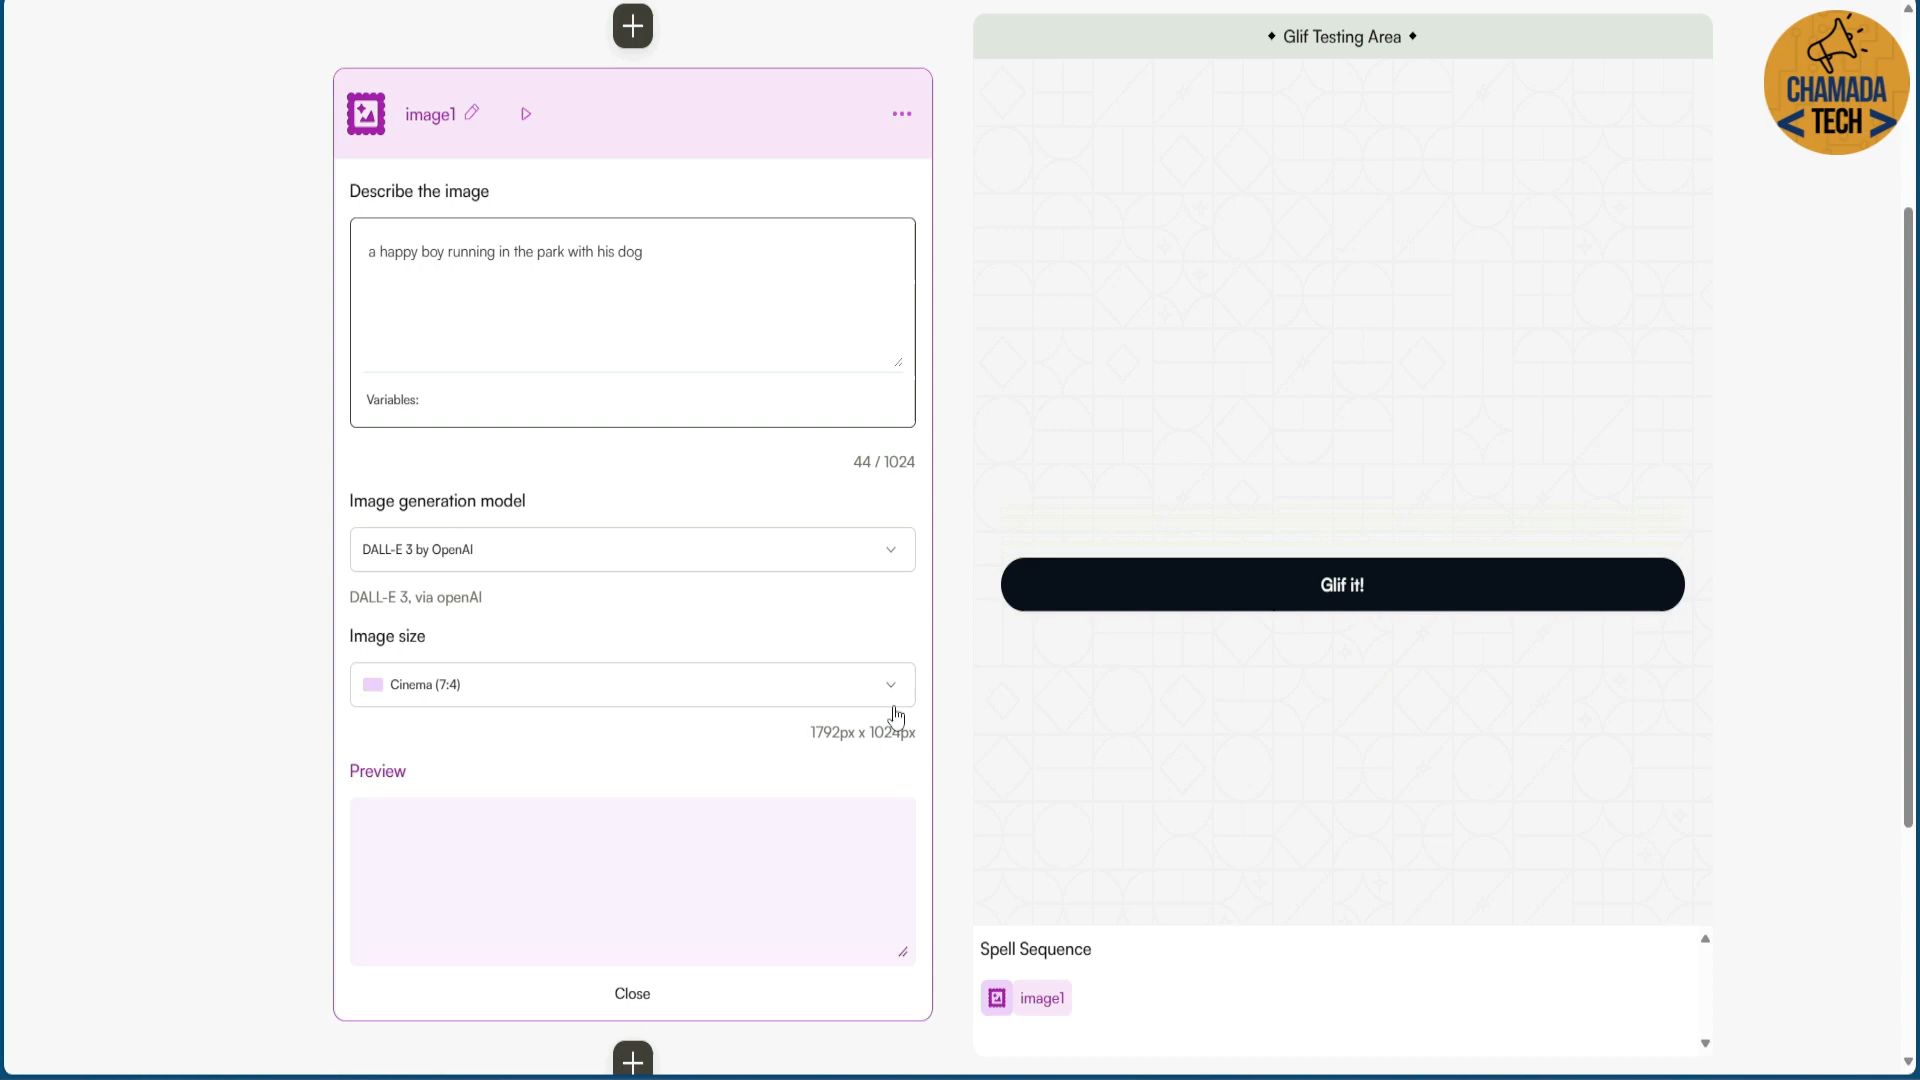 image1
Describe the image
a happy boy running in the park with his dog
Variables:
44 / 1024
Image generation model
DALL-E 3 by OpenAI
DALL-E 3, via openAI
Image size
Cinema (7:4)
1792px x 1024px
Preview
Close
✦ Glif Testing Area ✦
Glif it!
Spell Sequence
image1
CHAMADA
< TECH >